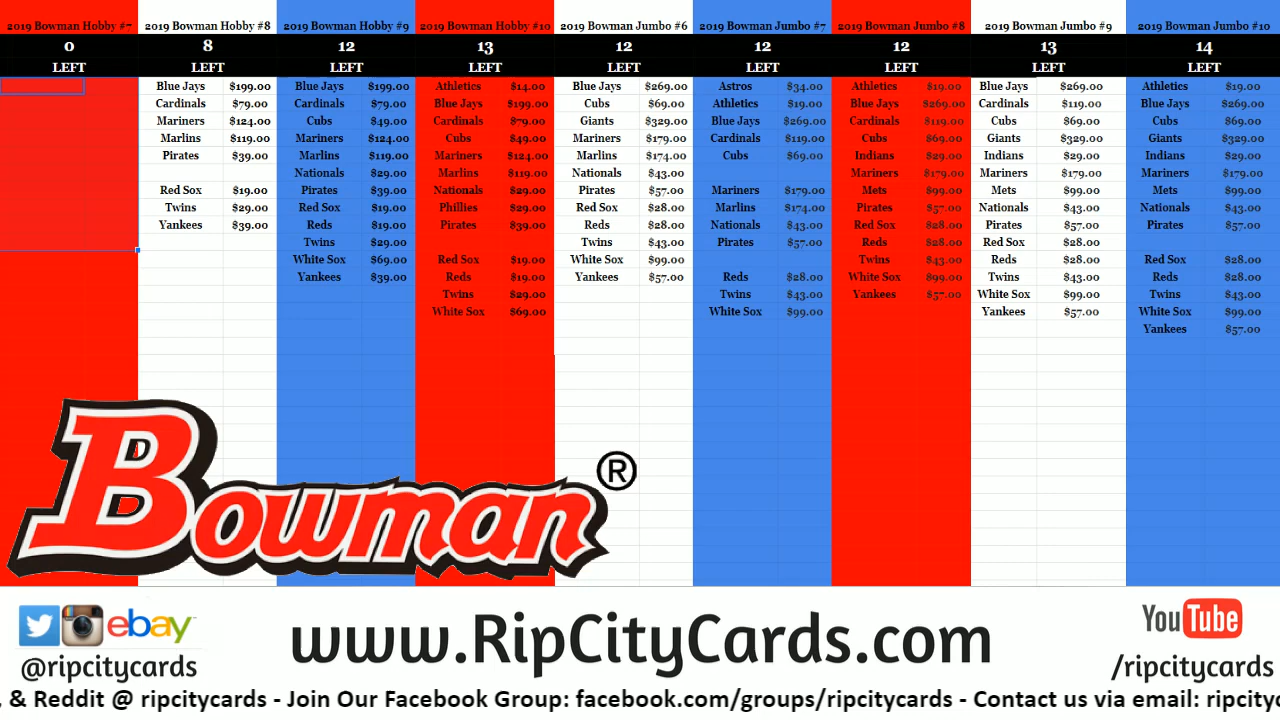 2019 Bowman Hobby #7 2019 Bowman Hobby #8 2019 Bowman Hobby #9 2019 Bowman Hobby #10 2019 Bowman Jumbo #6 2019 Bowman Jumbo #7 2019 Bowman Jumbo #8 2019 Bowman Jumbo #9 2019 Bowman Jumbo #10
0 8 12 13 12 12 12 13 14
LEFT LEFT LEFT LEFT LEFT LEFT LEFT LEFT LEFT
Blue Jays $199.00 Blue Jays $199.00 Athletics $14.00 Blue Jays $269.00 Astros $34.00 Athletics $19.00 Blue Jays $269.00 Athletics $19.00
Cardinals $79.00 Cardinals $79.00 Blue Jays $199.00 Cubs $69.00 Athletics $19.00 Blue Jays $269.00 Cardinals $119.00 Blue Jays $269.00
Mariners $124.00 Cubs $49.00 Cardinals $79.00 Giants $329.00 Blue Jays $269.00 Cardinals $119.00 Cubs $69.00 Cubs $69.00
Marlins $119.00 Mariners $124.00 Cubs $49.00 Mariners $179.00 Cardinals $119.00 Cubs $69.00 Giants $329.00 Giants $329.00
Pirates $39.00 Marlins $119.00 Mariners $124.00 Marlins $174.00 Cubs $69.00 Indians $29.00 Indians $29.00 Indians $29.00
Nationals $29.00 Marlins $119.00 Nationals $43.00 Mariners $179.00 Mariners $179.00 Mariners $179.00
Red Sox $19.00 Pirates $39.00 Nationals $29.00 Pirates $57.00 Mariners $179.00 Mets $99.00 Mets $99.00 Mets $99.00
Twins $29.00 Red Sox $19.00 Phillies $29.00 Red Sox $28.00 Marlins $174.00 Pirates $57.00 Nationals $43.00 Nationals $43.00
Yankees $39.00 Reds $19.00 Pirates $39.00 Reds $28.00 Nationals $43.00 Red Sox $28.00 Pirates $57.00 Pirates $57.00
Twins $29.00 Twins $43.00 Pirates $57.00 Reds $28.00 Red Sox $28.00
White Sox $69.00 Red Sox $19.00 White Sox $99.00 Twins $43.00 Reds $28.00 Red Sox $28.00
Yankees $39.00 Reds $19.00 Yankees $57.00 Reds $28.00 White Sox $99.00 Twins $43.00 Reds $28.00
Twins $29.00 Twins $43.00 Yankees $57.00 White Sox $99.00 Twins $43.00
White Sox $69.00 White Sox $99.00 Yankees $57.00 White Sox $99.00
Yankees $57.00
Bowman ®
ebay
@ripcitycards
www.RipCityCards.com
YouTube
/ripcitycards
, & Reddit @ ripcitycards - Join Our Facebook Group: facebook.com/groups/ripcitycards - Contact us via email: ripcity